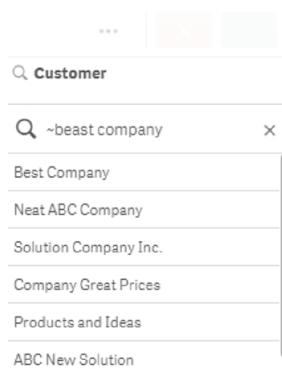 Customer
~beast company
Best Company
Neat ABC Company
Solution Company Inc.
Company Great Prices
Products and Ideas
ABC New Solution